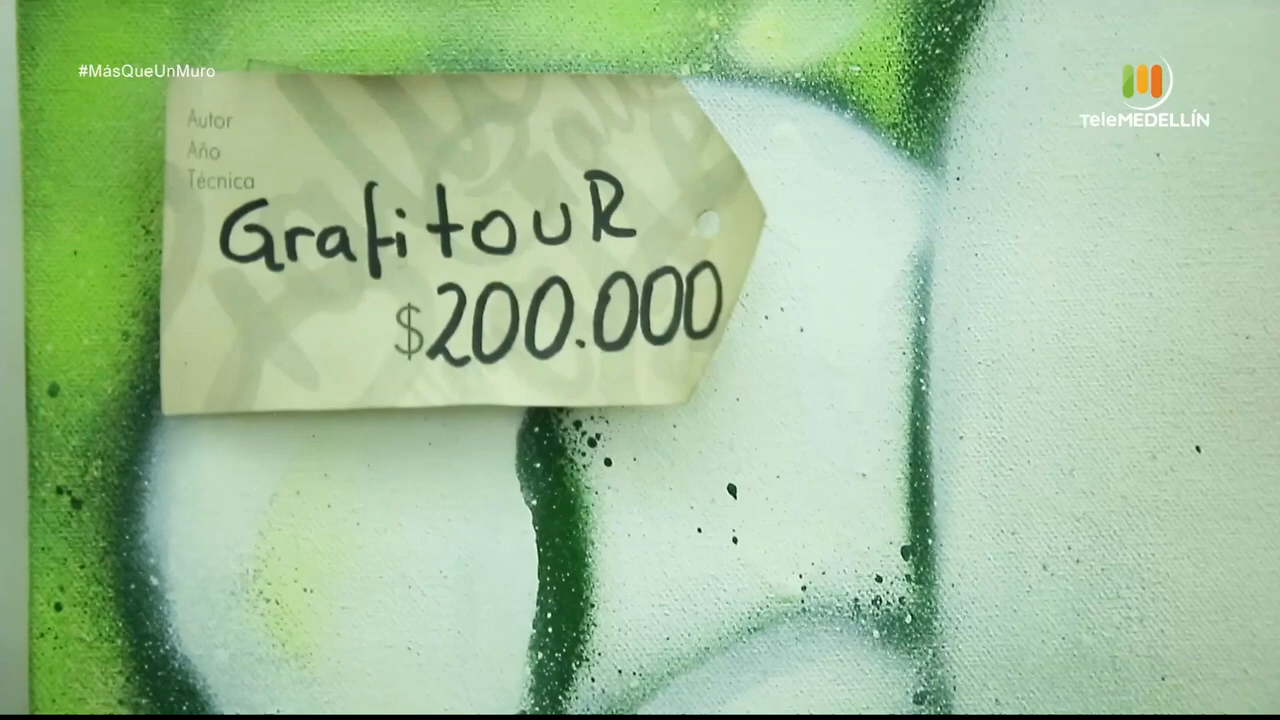 #MásQueUnMuro
TeleMEDELLÍN
Autor
Año
Técnica
GrafitouR
$200.000